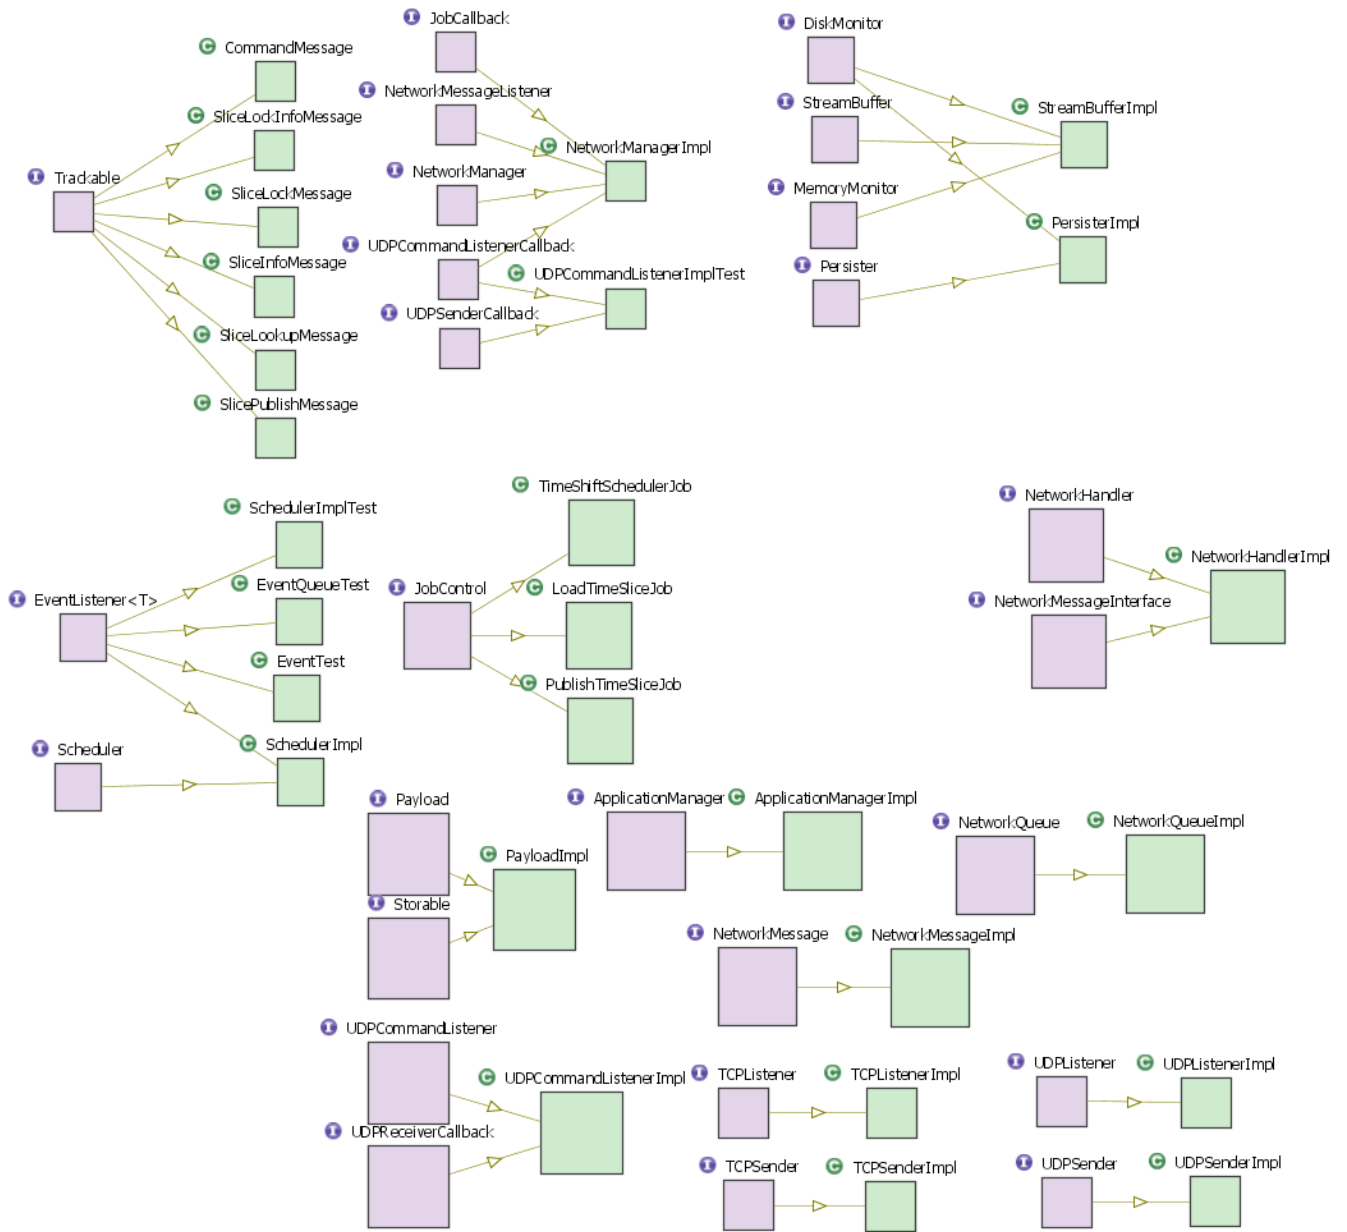 JobCallback
DiskMonitor
CommandMessage
NetworkMessageListener
StreamBuffer
StreamBufferImpl
SliceLockInfoMessage
NetworkManagerImpl
Trackable
NetworkManager
MemoryMonitor
SliceLockMessage
PersisterImpl
UDPCommandListenerCallback
SliceInfoMessage
UDPCommandListenerImplTest
Persister
UDPSenderCallback
SliceLookupMessage
SlicePublishMessage
TimeShiftSchedulerJob
NetworkHandler
SchedulerImplTest
NetworkHandlerImpl
EventQueueTest
JobControl
LoadTimeSliceJob
EventListener<T>
NetworkMessageInterface
EventTest
PublishTimeSliceJob
Scheduler
SchedulerImpl
Payload
ApplicationManager
ApplicationManagerImpl
NetworkQueue
NetworkQueueImpl
PayloadImpl
Storable
NetworkMessage
NetworkMessageImpl
UDPCommandListener
UDPListener
UDPListenerImpl
UDPCommandListenerImpl
TCPListener
TCPListenerImpl
UDPReceiverCallback
TCPSender
TCPSenderImpl
UDPSender
UDPSenderImpl